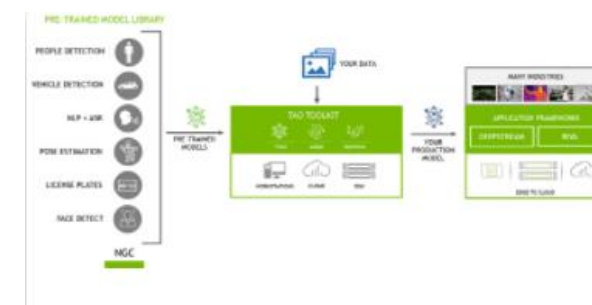 PRE-TRAINED MODEL LIBRARY
PEOPLE DETECTION
VEHICLE DETECTION
NLP + ASR
POSE ESTIMATION
LICENSE PLATES
FACE DETECT
NGC
PRE TRAINED
MODELS
YOUR DATA
TAO TOOLKIT
WORKSTATIONS
CLOUD
YOUR
PRODUCTION
MODEL
MANY INDUSTRIES
APPLICATION FRAMEWORKS
DEEPSTREAM
RIVA
EDGE TO CLOUD